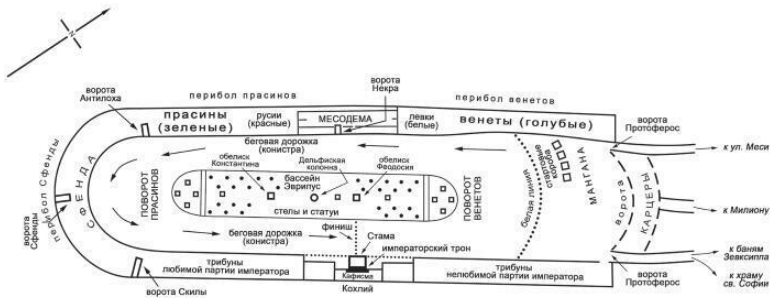 N
ворота
Антилоха
перибол прасинов
ворота
Некра
перибол венетов
прасины
(зеленые)
русии
(красные)
МЕСОДЕМА
левки
(белые)
венеты (голубые)
ворота
Протоферос
к ул. Меси
беговая дорожка
(конистра)
стартовые
короба
МАНГАНА
перибол Сфенды
СФЕНДА
ПОВОРОТ
ПРАСИНОВ
обелиск
Константина
Дельфийская
колонна
обелиск
Феодосия
бассейн
Эврипус
ПОВОРОТ
ВЕНЕТОВ
белая линия
ворота
КАРЦЕРЫ
к Милиону
стелы и статуи
ворота
Сфенды
беговая дорожка
(конистра)
финиш
Стама
императорский трон
к баням
Зевксиппа
ворота Скилы
трибуны
любимой партии императора
Кафисма
Кохлий
трибуны
нелюбимой партии императора
ворота
Протоферос
к храму
св. Софии